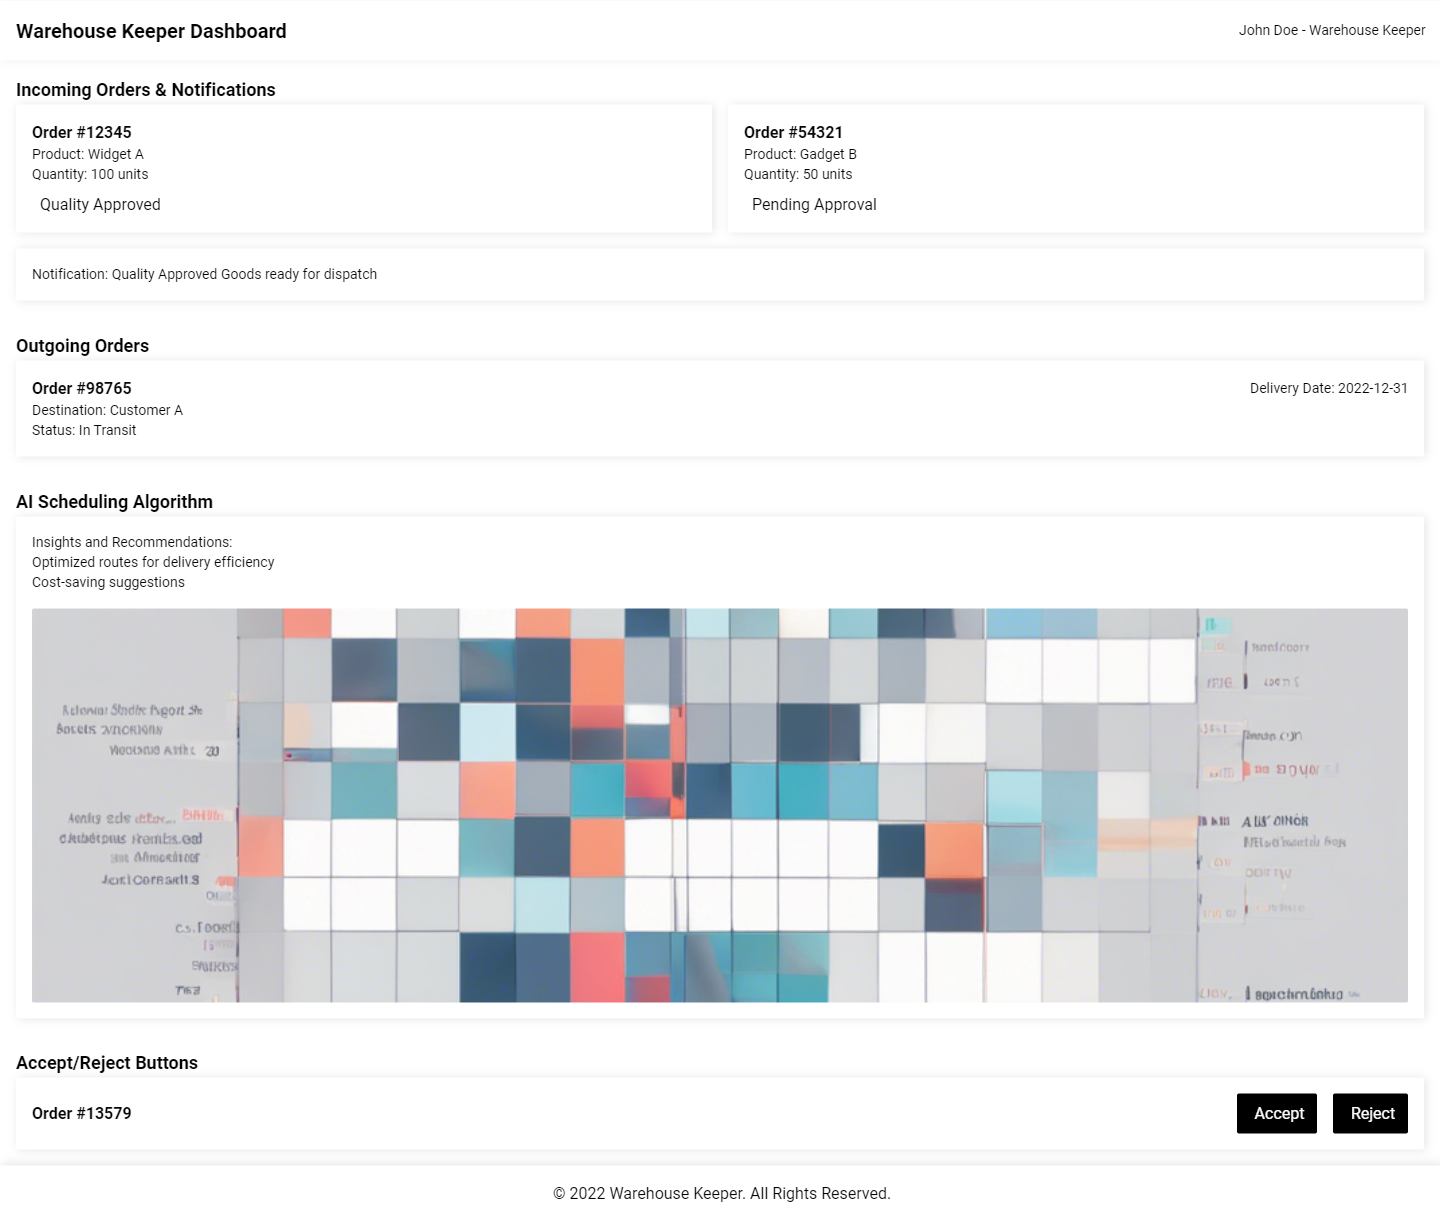 Warehouse Keeper Dashboard
John Doe - Warehouse Keeper
Incoming Orders & Notifications
Order #12345
Product: Widget A
Quantity: 100 units
Quality Approved
Order #54321
Product: Gadget B
Quantity: 50 units
Pending Approval
Notification: Quality Approved Goods ready for dispatch
Outgoing Orders
Order #98765
Destination: Customer A
Status: In Transit
Delivery Date: 2022-12-31
AI Scheduling Algorithm
Insights and Recommendations:
Optimized routes for delivery efficiency
Cost-saving suggestions
Accept/Reject Buttons
Order #13579
Accept
Reject
© 2022 Warehouse Keeper. All Rights Reserved.